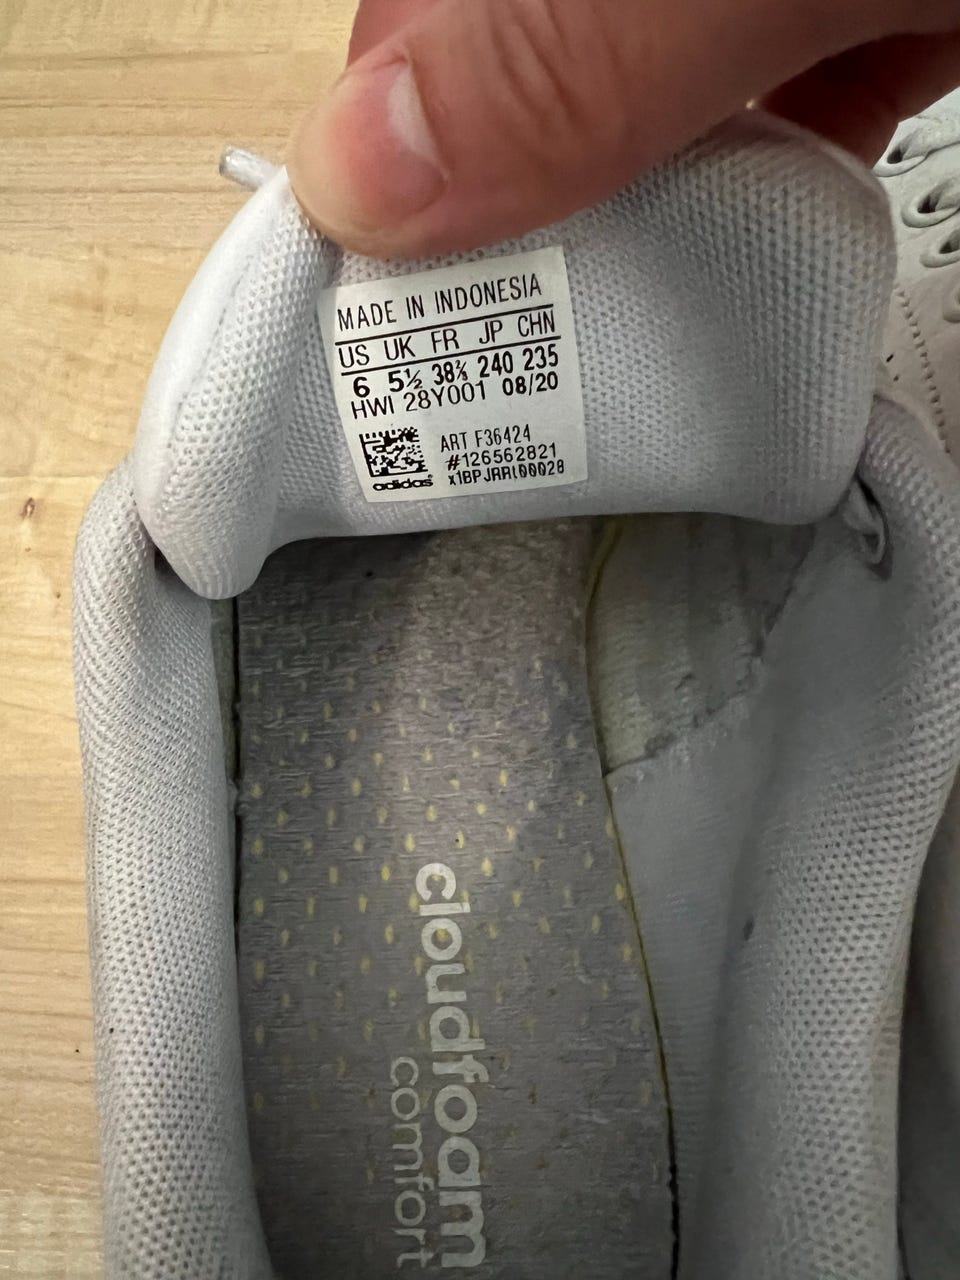 MADE IN INDONESIA
US UK FR JP CHN
6 5½ 38⅔ 240 235
HWI 28Y001 08/20
ART F36424
#126562821
adidas
cloudfoam
comfort